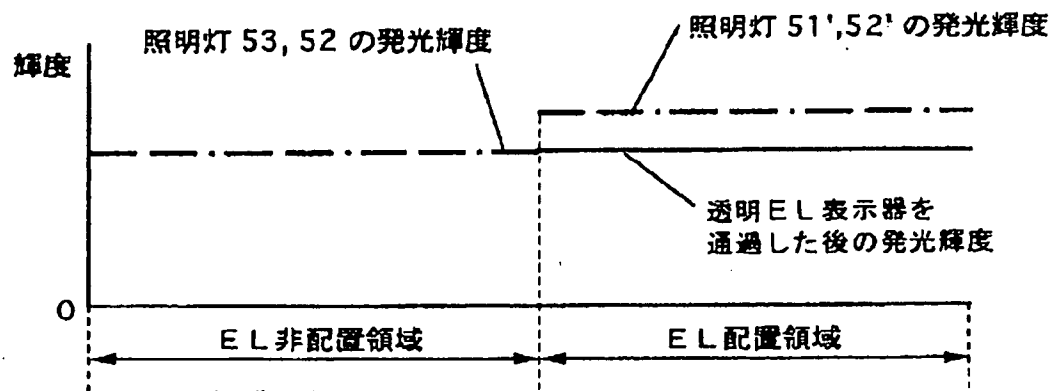 照明灯 53, 52 の発光輝度
照明灯 51',52' の発光輝度
輝度
透明EL表示器を
通過した後の発光輝度
0
EL非配置領域
EL配置領域